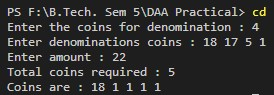 PS F:\B.Tech. Sem 5\DAA Practical> cd
Enter the coins for denomination : 4
Enter denominations coins : 18 17 5 1
Enter amount : 22
Total coins required : 5
Coins are : 18 1 1 1 1